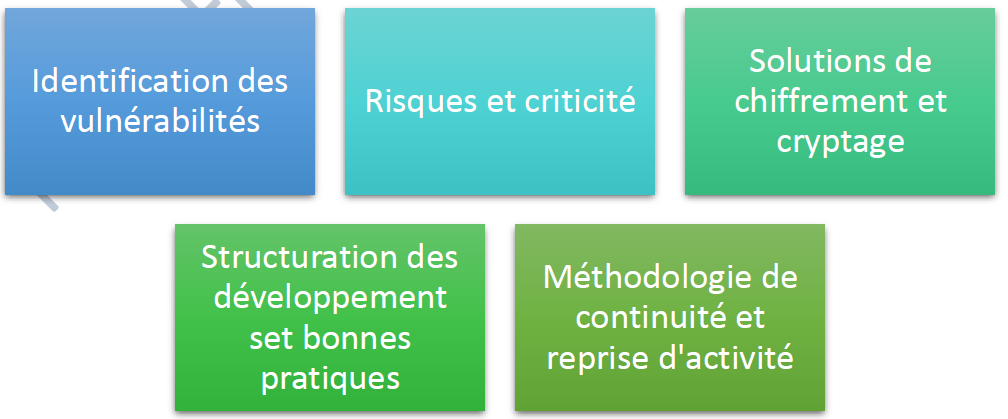 Identification des
vulnérabilités
Risques et criticité
Solutions de
chiffrement et
cryptage
Structuration des
développement
set bonnes
pratiques
Méthodologie de
continuité et
reprise d'activité